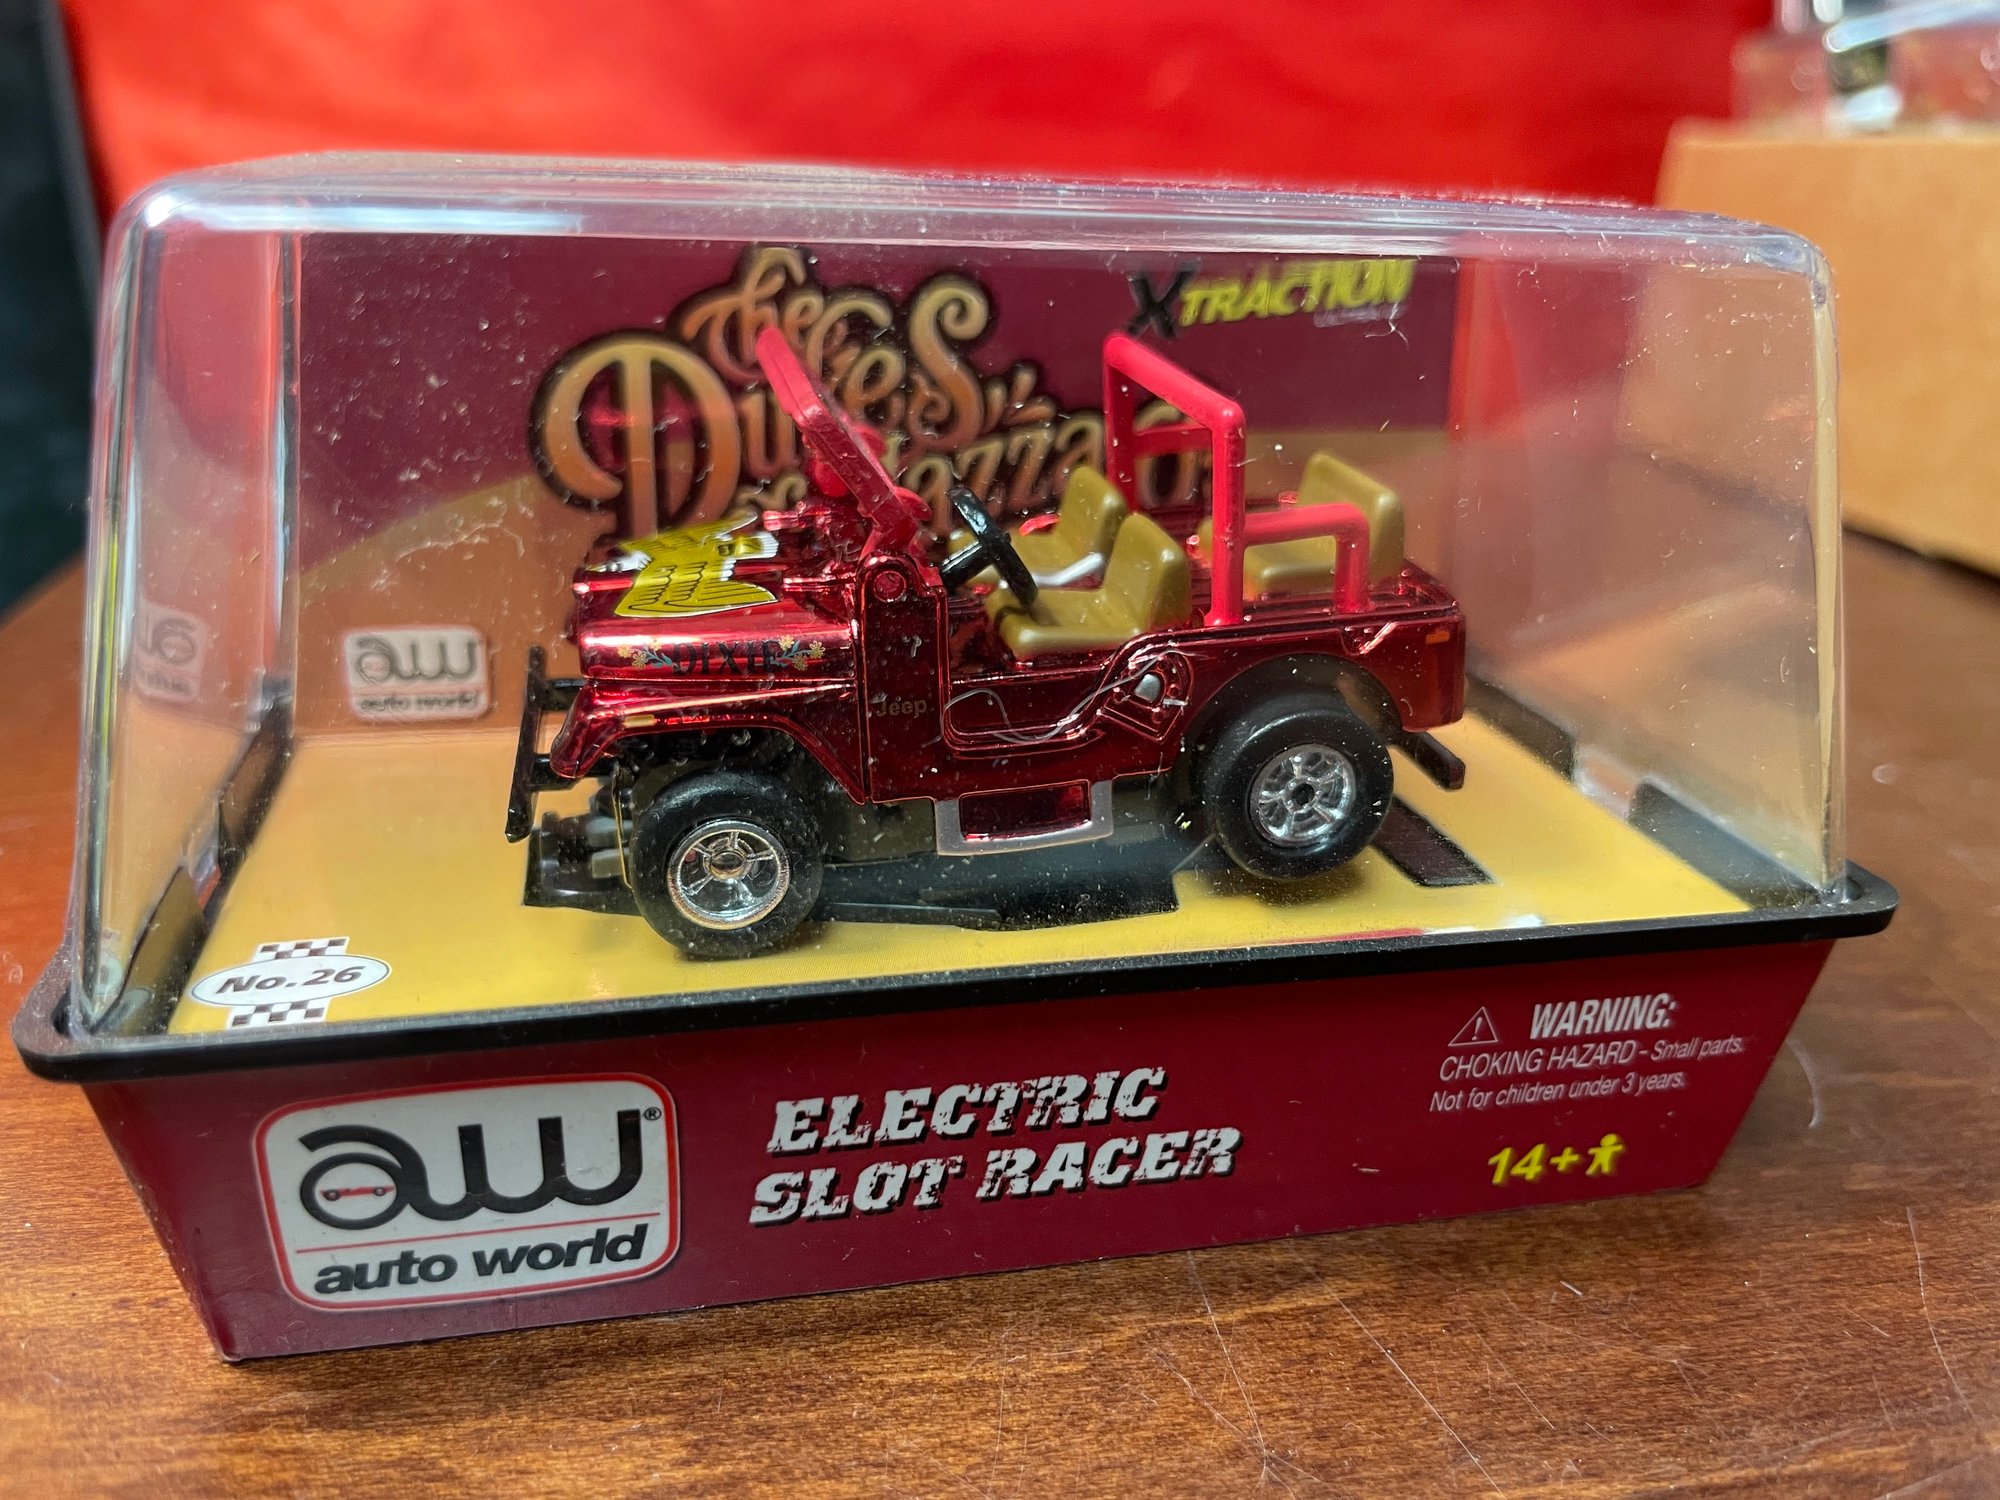 The
Dukes
of Hazzard
XTRACTION
DIXIE
Jeep
aw
auto world
No.26
aw®
auto world
ELECTRIC
SLOT RACER
WARNING:
CHOKING HAZARD - Small parts.
Not for children under 3 years.
14+